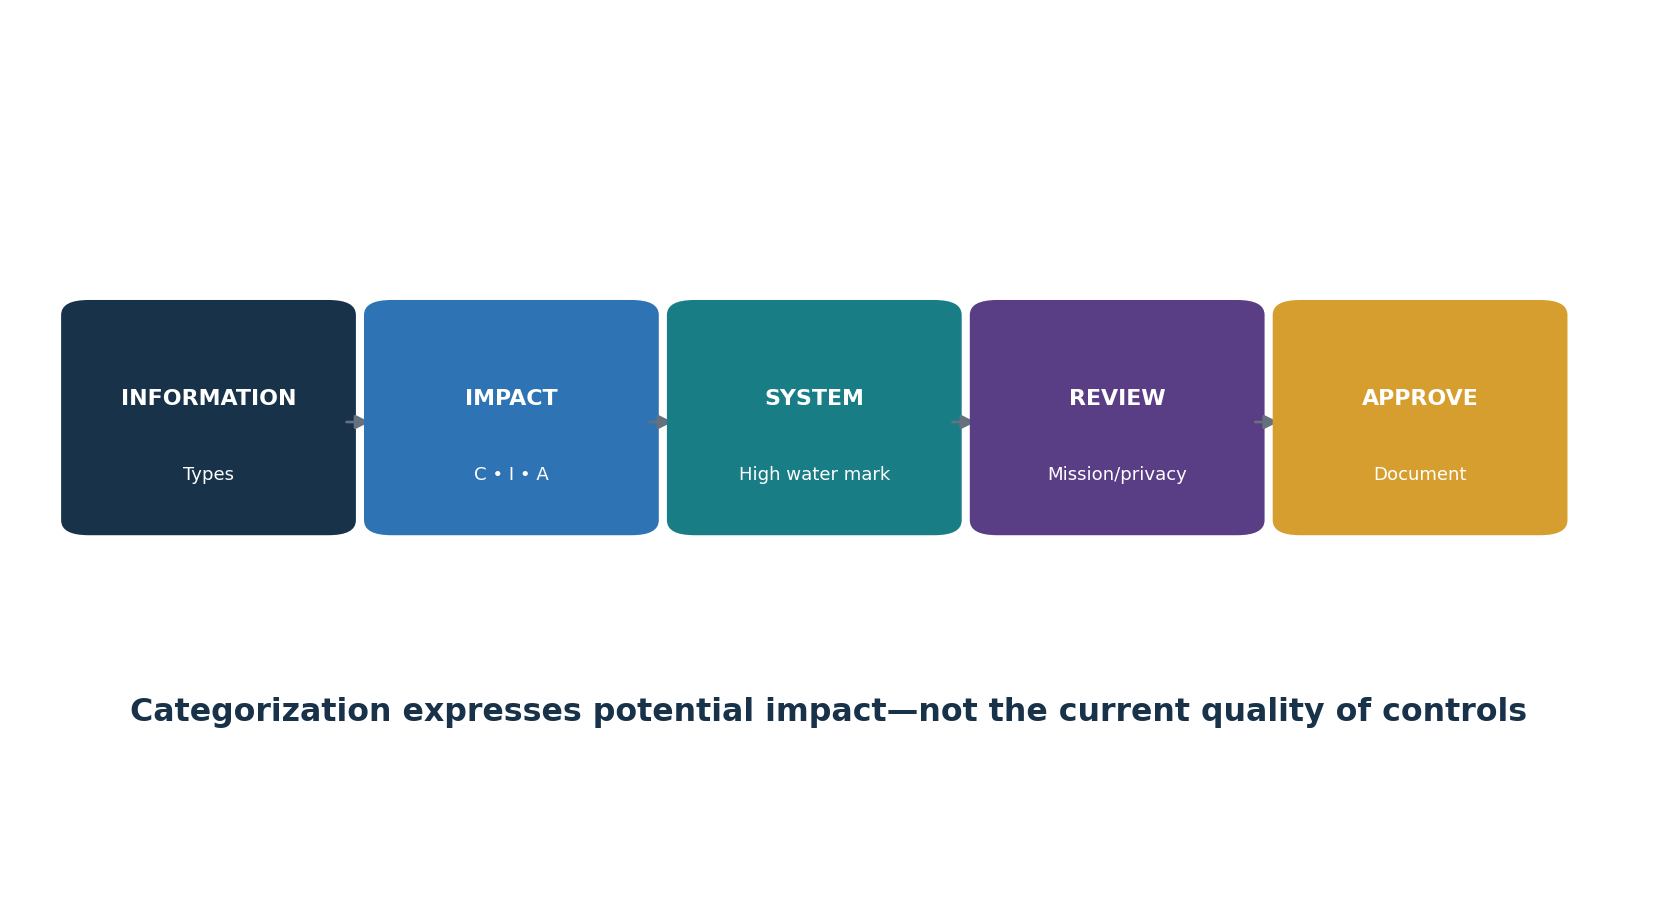 INFORMATION
Types
IMPACT
C • I • A
SYSTEM
High water mark
REVIEW
Mission/privacy
APPROVE
Document
Categorization expresses potential impact—not the current quality of controls